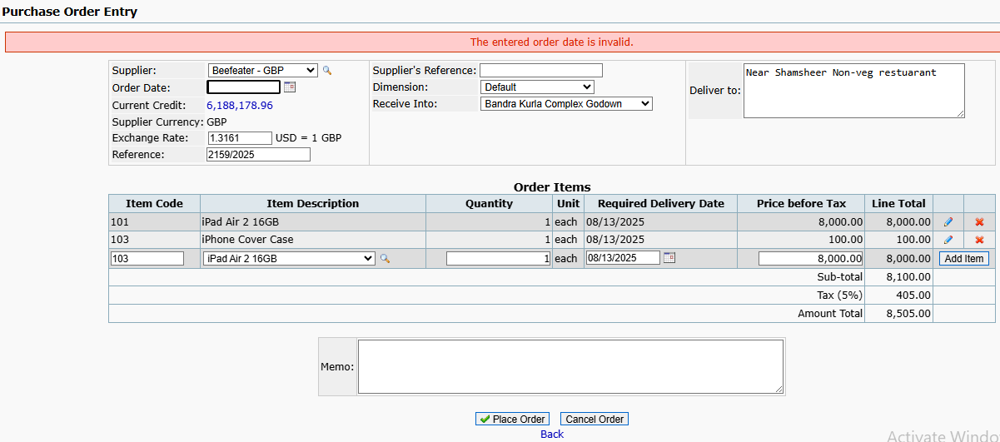 Purchase Order Entry
The entered order date is invalid.
Supplier: Beefeater - GBP Supplier's Reference: Deliver to: Near Shamsheer Non-veg restuarant
Order Date: Dimension: Default
Current Credit: 6,188,178.96 Receive Into: Bandra Kurla Complex Godown
Supplier Currency: GBP
Exchange Rate: 1.3161 USD = 1 GBP
Reference: 2159/2025
Order Items
Item Code Item Description Quantity Unit Required Delivery Date Price before Tax Line Total
101 iPad Air 2 16GB 1 each 08/13/2025 8,000.00 8,000.00
103 iPhone Cover Case 1 each 08/13/2025 100.00 100.00
103 iPad Air 2 16GB 1 each 08/13/2025 8,000.00 8,000.00 Add Item
Sub-total 8,100.00
Tax (5%) 405.00
Amount Total 8,505.00
Memo:
Place Order Cancel Order
Back
Activate Windo